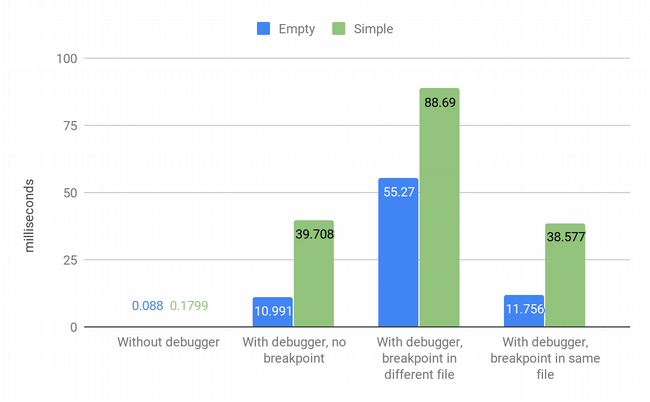 Empty Simple
100
75
50
25
0
milliseconds
0.088 0.1799
10.991
39.708
55.27
88.69
11.756
38.577
Without debugger
With debugger, no
breakpoint
With debugger,
breakpoint in
different file
With debugger,
breakpoint in same
file